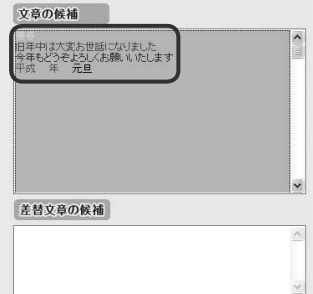 文章の候補
旧年中は大変お世話になりました
今年もどうぞよろしくお願いいたします
平成　年　元旦
差替文章の候補